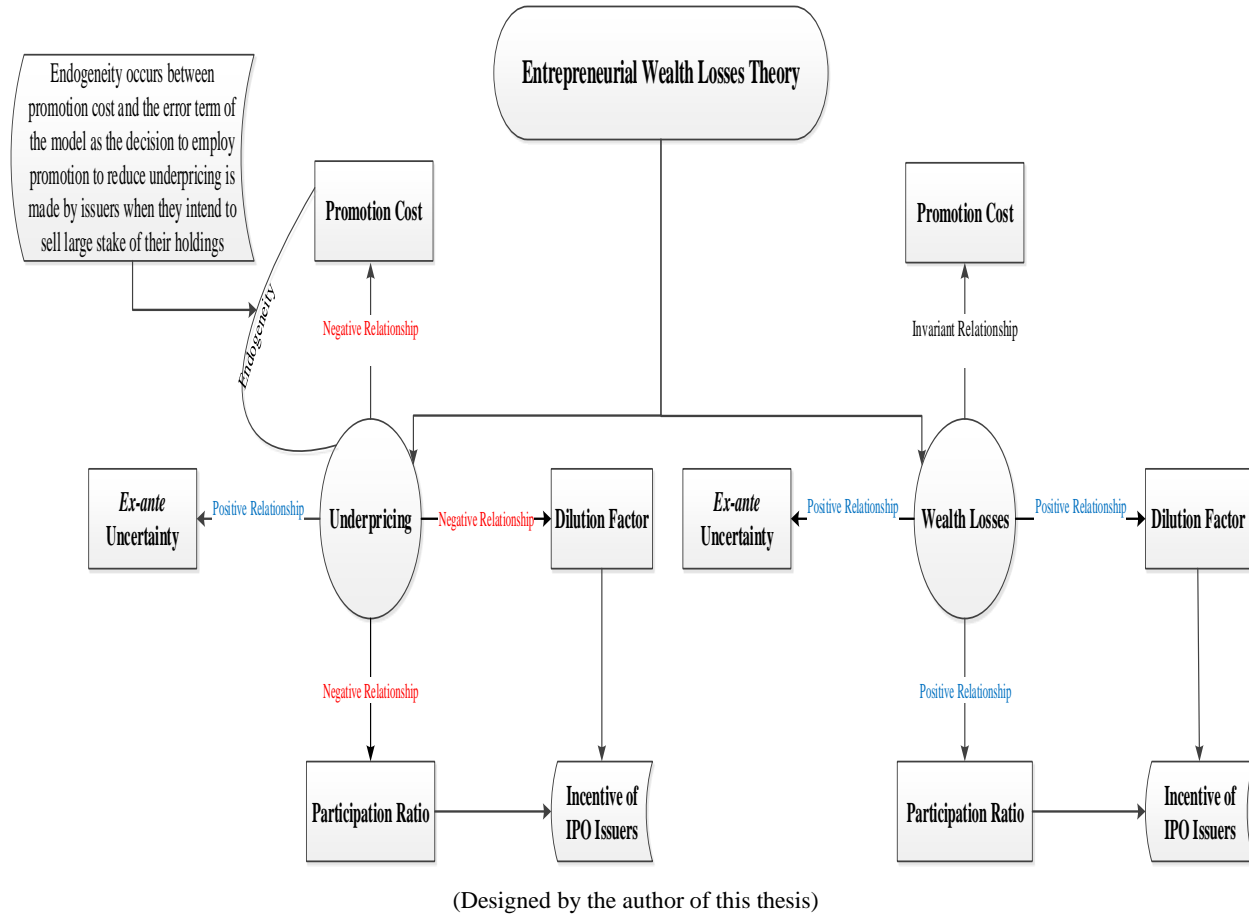 Entrepreneurial Wealth Losses Theory
Endogeneity occurs between
promotion cost and the error term of
the model as the decision to employ
promotion to reduce underpricing is
made by issuers when they intend to
sell large stake of their holdings
Promotion Cost
Promotion Cost
Endogeneity
Negative Relationship
Invariant Relationship
Ex-ante
Uncertainty
Positive Relationship
Underpricing
Negative Relationship
Dilution Factor
Ex-ante
Uncertainty
Positive Relationship
Wealth Losses
Positive Relationship
Dilution Factor
Negative Relationship
Positive Relationship
Participation Ratio
Incentive of
IPO Issuers
Participation Ratio
Incentive of
IPO Issuers
(Designed by the author of this thesis)